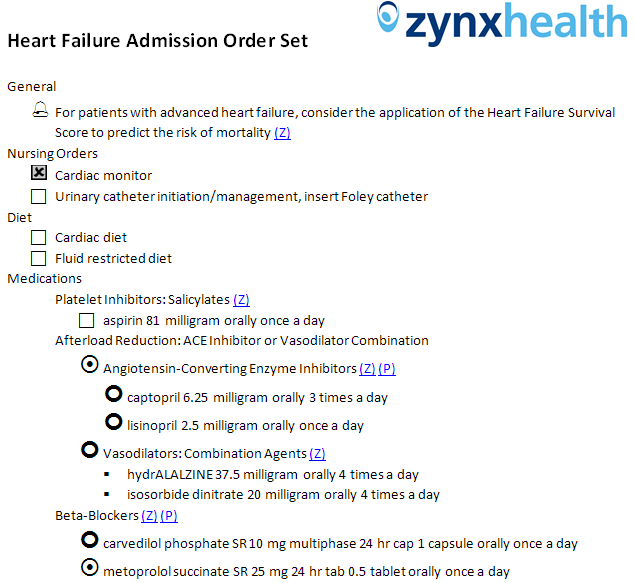 zynxhealth
Heart Failure Admission Order Set
General
For patients with advanced heart failure, consider the application of the Heart Failure Survival
Score to predict the risk of mortality (Z)
Nursing Orders
Cardiac monitor
Urinary catheter initiation/management, insert Foley catheter
Diet
Cardiac diet
Fluid restricted diet
Medications
Platelet Inhibitors: Salicylates (Z)
aspirin 81 milligram orally once a day
Afterload Reduction: ACE Inhibitor or Vasodilator Combination
Angiotensin-Converting Enzyme Inhibitors (Z) (P)
captopril 6.25 milligram orally 3 times a day
lisinopril 2.5 milligram orally once a day
Vasodilators: Combination Agents (Z)
▪ hydrALALZINE 37.5 milligram orally 4 times a day
▪ isosorbide dinitrate 20 milligram orally 4 times a day
Beta-Blockers (Z) (P)
carvedilol phosphate SR 10 mg multiphase 24 hr cap 1 capsule orally once a day
metoprolol succinate SR 25 mg 24 hr tab 0.5 tablet orally once a day